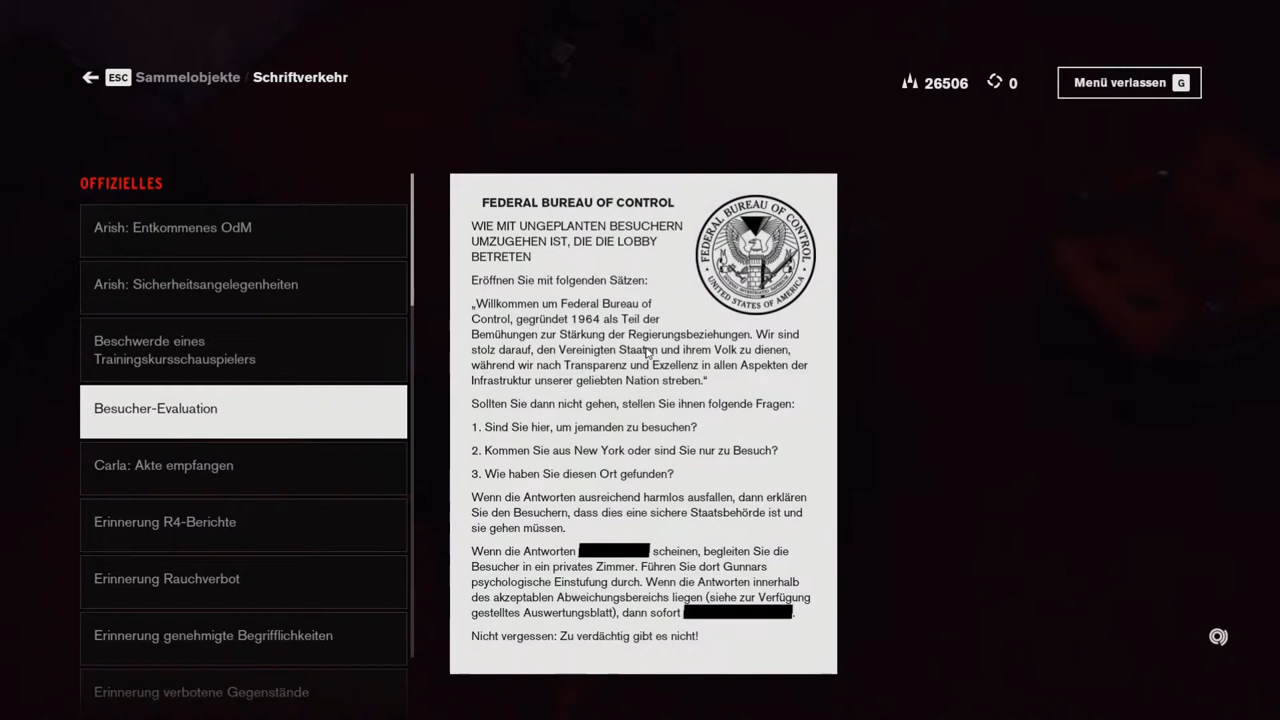 ESC Sammelobjekte / Schriftverkehr
26506
0
Menü verlassen G
OFFIZIELLES
Arish: Entkommenes OdM
Arish: Sicherheitsangelegenheiten
Beschwerde eines
Trainingskursschauspielers
Besucher-Evaluation
Carla: Akte empfangen
Erinnerung R4-Berichte
Erinnerung Rauchverbot
Erinnerung genehmigte Begrifflichkeiten
Erinnerung verbotene Gegenstände
FEDERAL BUREAU OF CONTROL
WIE MIT UNGEPLANTEN BESUCHERN
UMZUGEHEN IST, DIE DIE LOBBY
BETRETEN
FEDERAL BUREAU OF CONTROL
UNITED STATES OF AMERICA
Eröffnen Sie mit folgenden Sätzen:
„Willkommen um Federal Bureau of
Control, gegründet 1964 als Teil der
Bemühungen zur Stärkung der Regierungsbeziehungen. Wir sind
stolz darauf, den Vereinigten Staaten und ihrem Volk zu dienen,
während wir nach Transparenz und Exzellenz in allen Aspekten der
Infrastruktur unserer geliebten Nation streben.“
Sollten Sie dann nicht gehen, stellen Sie ihnen folgende Fragen:
1. Sind Sie hier, um jemanden zu besuchen?
2. Kommen Sie aus New York oder sind Sie nur zu Besuch?
3. Wie haben Sie diesen Ort gefunden?
Wenn die Antworten ausreichend harmlos ausfallen, dann erklären
Sie den Besuchern, dass dies eine sichere Staatsbehörde ist und
sie gehen müssen.
Wenn die Antworten scheinen, begleiten Sie die
Besucher in ein privates Zimmer. Führen Sie dort Gunnars
psychologische Einstufung durch. Wenn die Antworten innerhalb
des akzeptablen Abweichungsbereichs liegen (siehe zur Verfügung
gestelltes Auswertungsblatt), dann sofort .
Nicht vergessen: Zu verdächtig gibt es nicht!